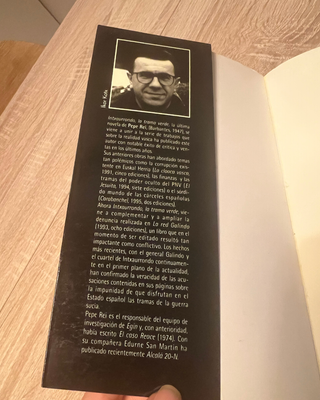 Iker Kote
Intxaurrondo, la trama verde, la última
novela de Pepe Rei, (Barbantes, 1947), se
viene a unir a la serie de trabajos que
sobre la realidad vasca ha publicado este
autor con notable éxito de crítica y ven-
tas en los últimos años.
Sus anteriores obras han abordado temas
tan polémicos como la corrupción exis-
tente en Euskal Herria (La cloaca vasca,
1991, cinco ediciones), las finanzas y las
tramas del poder oculto del PNV (El
Jesuita, 1994, siete ediciones) o el sórdi-
do mundo de las cárceles españolas
(Carabanchel, 1995, dos ediciones).
Ahora Intxaurrondo, la trama verde, vie-
ne a complementar y a ampliar la
denuncia realizada en La red Galindo
(1993, ocho ediciones), un libro que en el
momento de ser editado resultó tan
impactante como conflictivo. Los hechos
más recientes, con el general Galindo y
el cuartel de Intxaurrondo continuamen-
te en el primer plano de la actualidad,
han confirmado la veracidad de las acu-
saciones contenidas en sus páginas sobre
la impunidad de que disfrutan en el
Estado español las tramas de la guerra
sucia.
Pepe Rei es el responsable del equipo de
investigación de Egin y, con anterioridad,
había escrito El caso Reace (1974). Con
su compañera Edurne San Martín ha
publicado recientemente Alcalá 20-N.